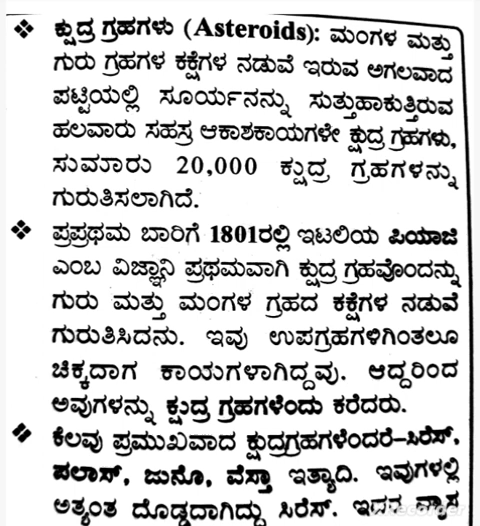 ❖ ಕ್ಷುದ್ರ ಗ್ರಹಗಳು (Asteroids): ಮಂಗಳ ಮತ್ತು
ಗುರು ಗ್ರಹಗಳ ಕಕ್ಷೆಗಳ ನಡುವೆ ಇರುವ ಅಗಲವಾದ
ಪಟ್ಟಿಯಲ್ಲಿ ಸೂರ್ಯನನ್ನು ಸುತ್ತುಹಾಕುತ್ತಿರುವ
ಹಲವಾರು ಸಹಸ್ರ ಆಕಾಶಕಾಯಗಳೇ ಕ್ಷುದ್ರ ಗ್ರಹಗಳು,
ಸುಮಾರು 20,000 ಕ್ಷುದ್ರ ಗ್ರಹಗಳನ್ನು
ಗುರುತಿಸಲಾಗಿದೆ.
❖ ಪ್ರಪ್ರಥಮ ಬಾರಿಗೆ 1801ರಲ್ಲಿ ಇಟಲಿಯ ಪಿಯಾಜಿ
ಎಂಬ ವಿಜ್ಞಾನಿ ಪ್ರಥಮವಾಗಿ ಕ್ಷುದ್ರ ಗ್ರಹವೊಂದನ್ನು
ಗುರು ಮತ್ತು ಮಂಗಳ ಗ್ರಹದ ಕಕ್ಷೆಗಳ ನಡುವೆ
ಗುರುತಿಸಿದನು. ಇವು ಉಪಗ್ರಹಗಳಿಗಿಂತಲೂ
ಚಿಕ್ಕದಾಗ ಕಾಯಗಳಾಗಿದ್ದವು. ಆದ್ದರಿಂದ
ಅವುಗಳನ್ನು ಕ್ಷುದ್ರ ಗ್ರಹಗಳೆಂದು ಕರೆದರು.
❖ ಕೆಲವು ಪ್ರಮುಖವಾದ ಕ್ಷುದ್ರಗ್ರಹಗಳೆಂದರೆ–ಸಿರೆಸ್,
ಪಲಾಸ್, ಜುನೊ, ವೆಸ್ತಾ ಇತ್ಯಾದಿ. ಇವುಗಳಲ್ಲಿ
ಅತ್ಯಂತ ದೊಡ್ಡದಾಗಿದ್ದು ಸಿರೆಸ್. ಇದರ ವ್ಯಾಸ